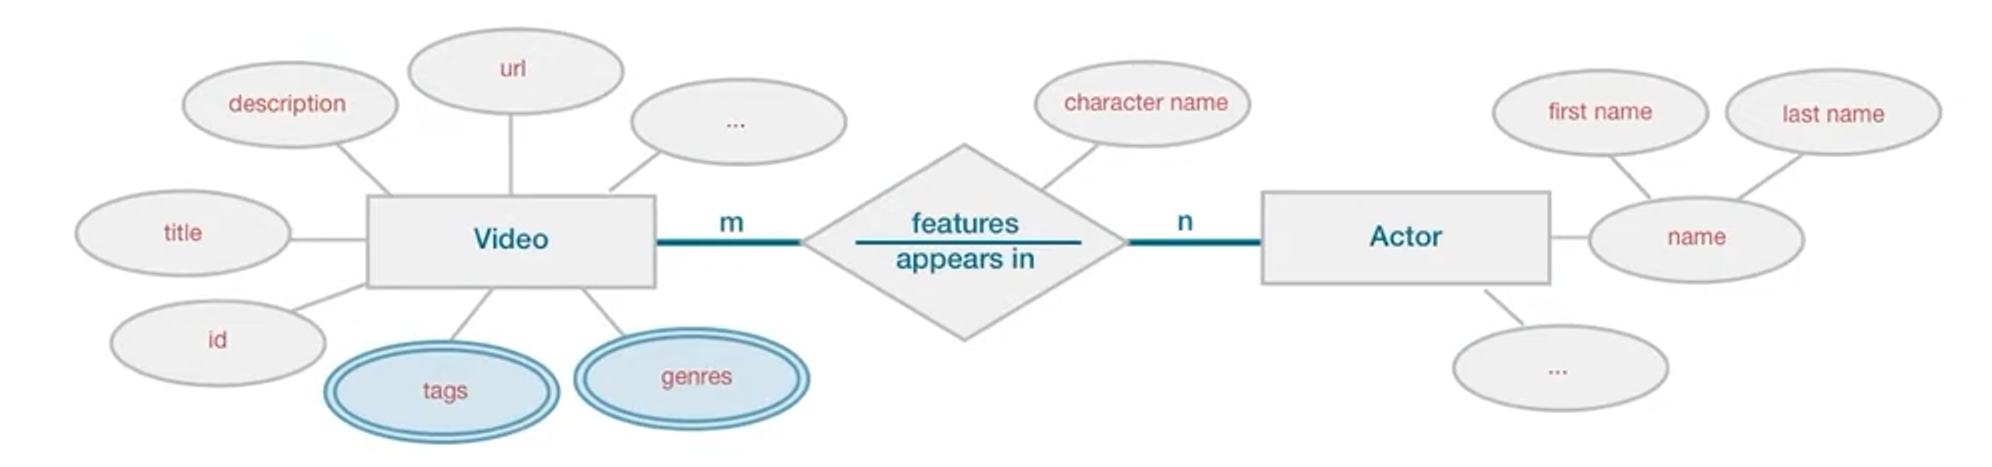 url
description
...
character name
first name
last name
title
Video
m
features
appears in
n
Actor
name
id
tags
genres
...